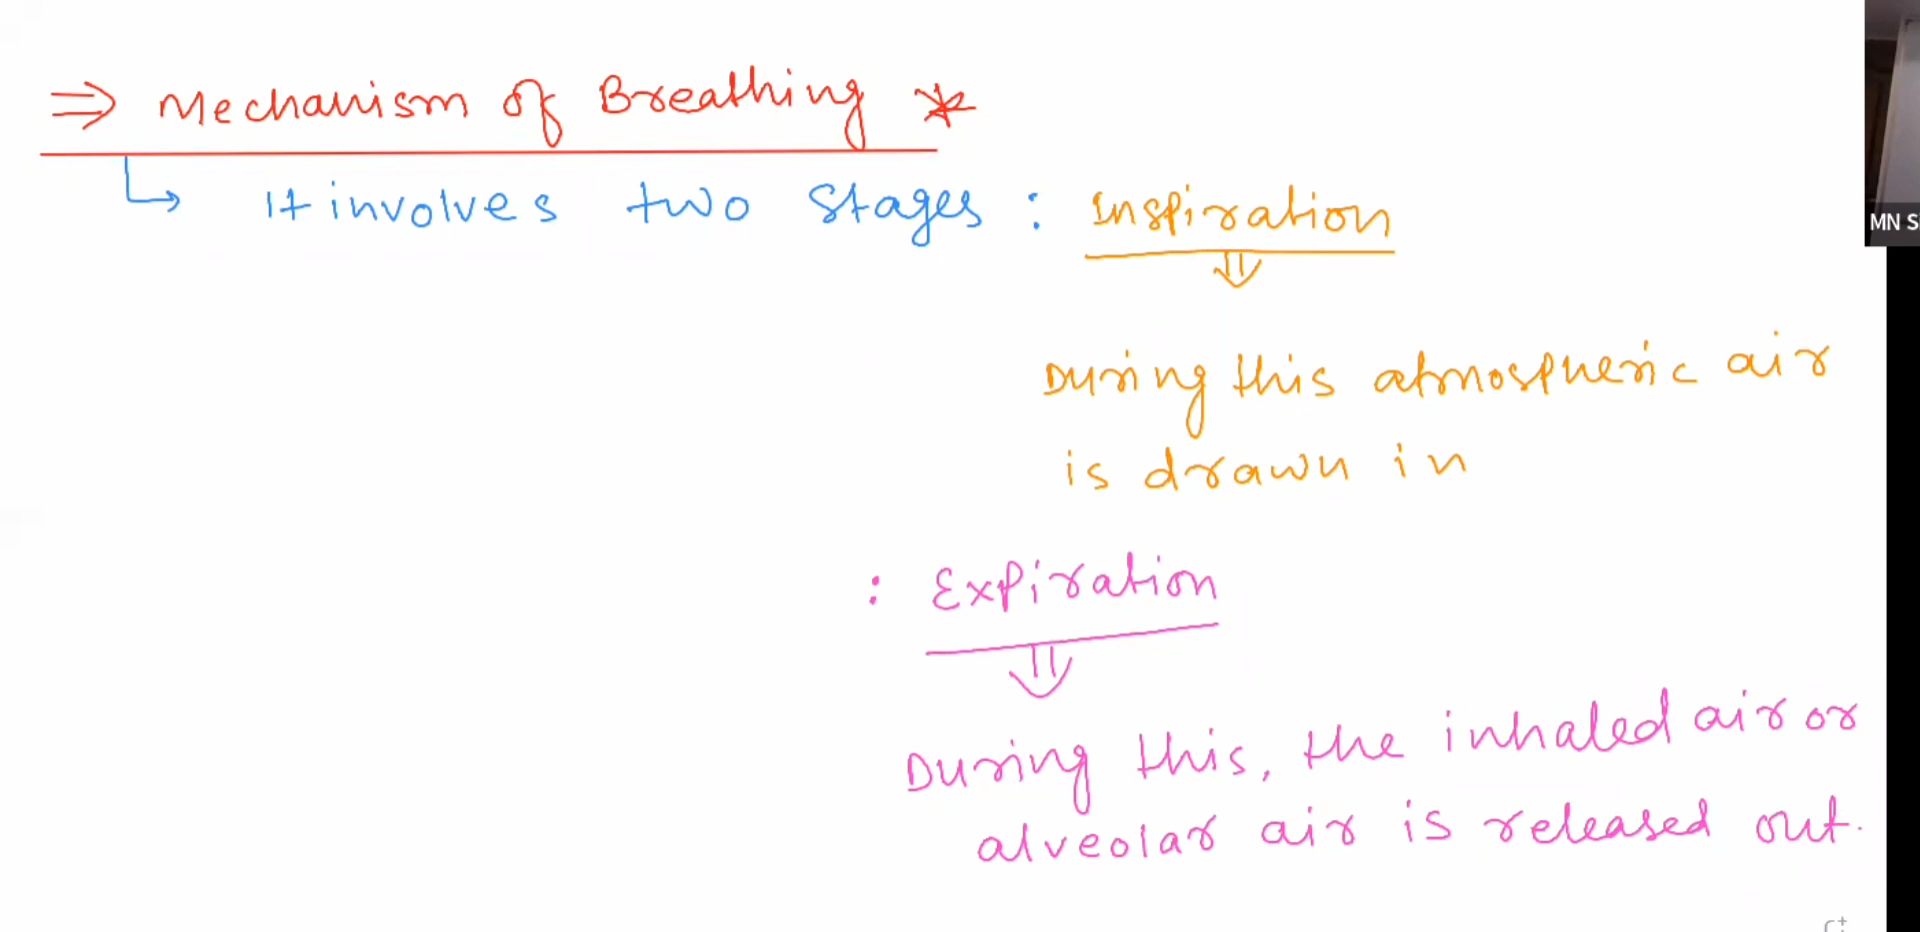 ⇒ Mechanism of Breathing *
↳ It involves two stages : Inspiration
⇓
During this atmospheric air
is drawn in
: Expiration
⇓
During this, the inhaled air or
alveolar air is released out.
MN S